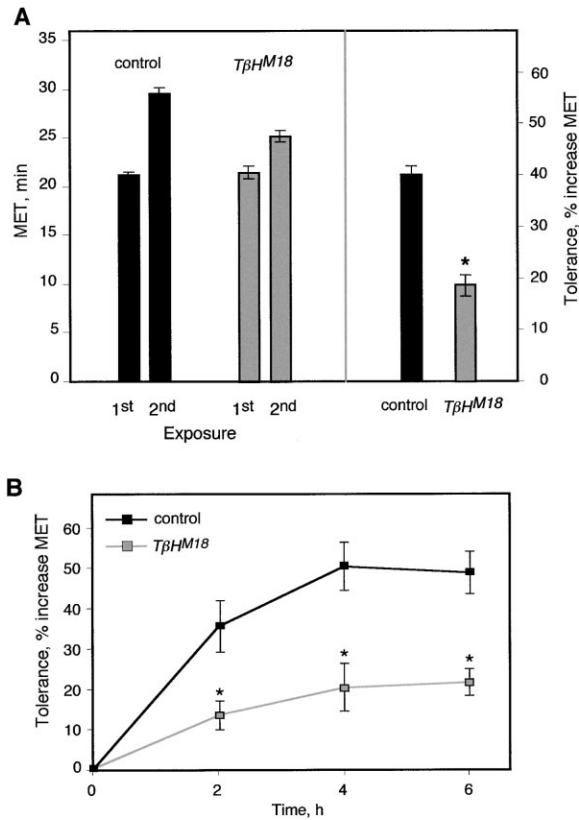 A
control
TβH^M18
35
30
25
20
15
10
5
0
MET, min
60
50
40
30
20
10
0
Tolerance, % increase MET
*
1st 2nd
1st 2nd
Exposure
control
TβH^M18
B
control
TβH^M18
60
50
40
30
20
10
0
Tolerance, % increase MET
*
*
*
0
2
4
6
Time, h